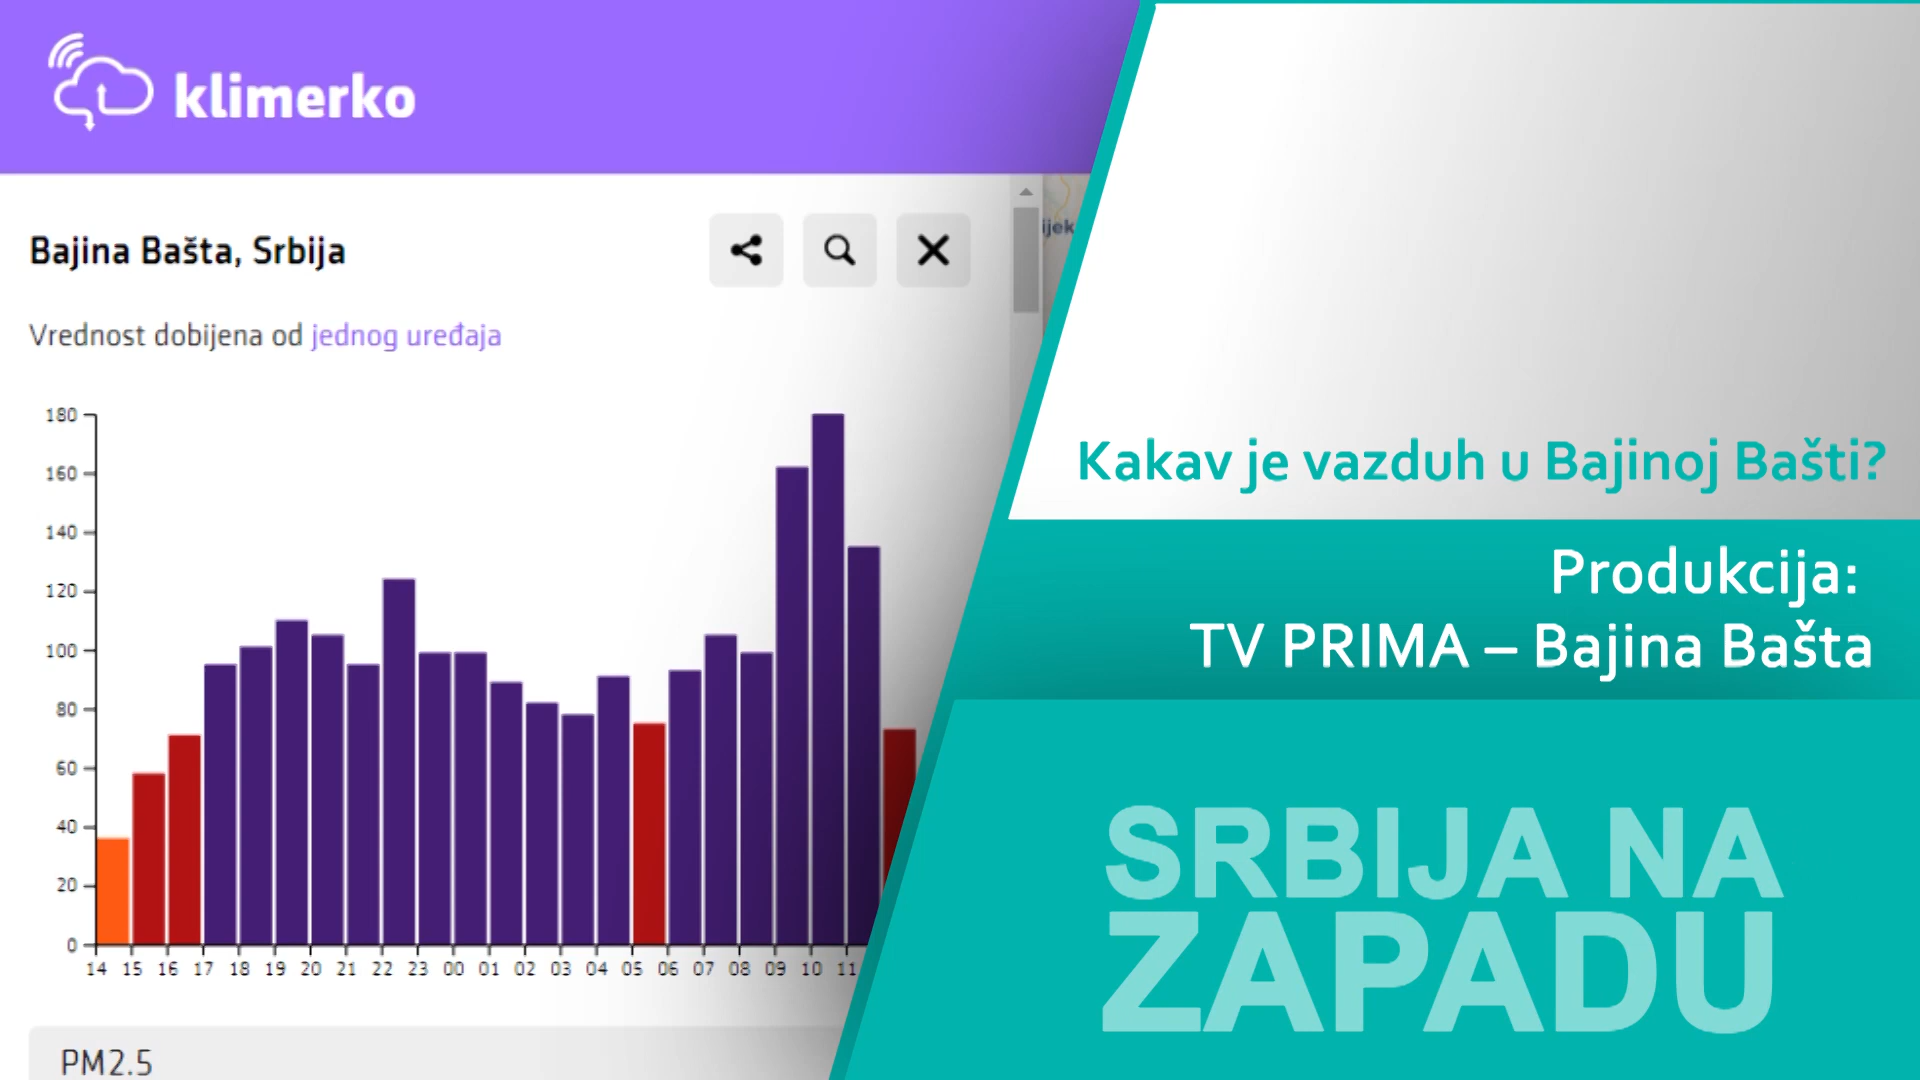 klimerko
Bajina Bašta, Srbija
Vrednost dobijena od jednog uređaja
180
160
140
120
100
80
60
40
20
0
14 15 16 17 18 19 20 21 22 23 00 01 02 03 04 05 06 07 08 09 10 11
PM2.5
ijek
Kakav je vazduh u Bajinoj Bašti?
Produkcija:
TV PRIMA – Bajina Bašta
SRBIJA NA
ZAPADU